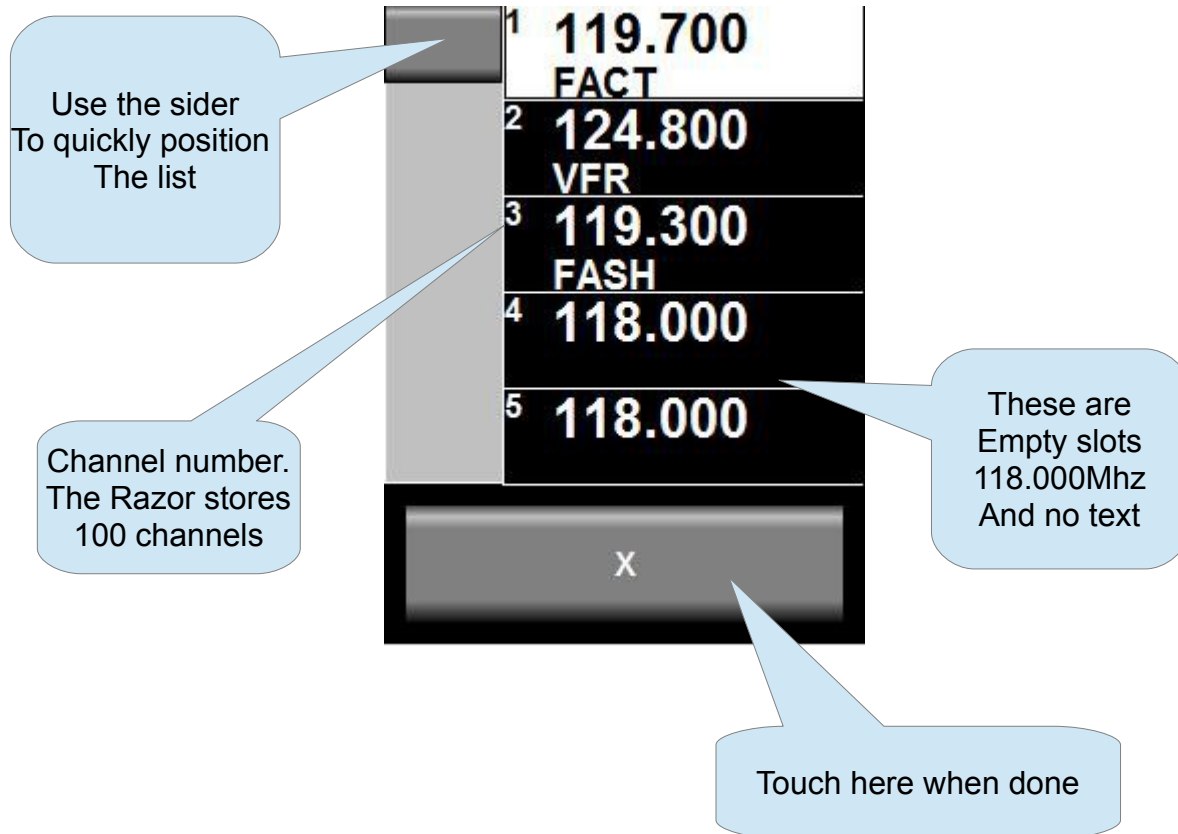 Use the sider
To quickly position
The list
1
119.700
FACT
2
124.800
VFR
3
119.300
FASH
4
118.000
5
118.000
Channel number.
The Razor stores
100 channels
These are
Empty slots
118.000Mhz
And no text
X
Touch here when done